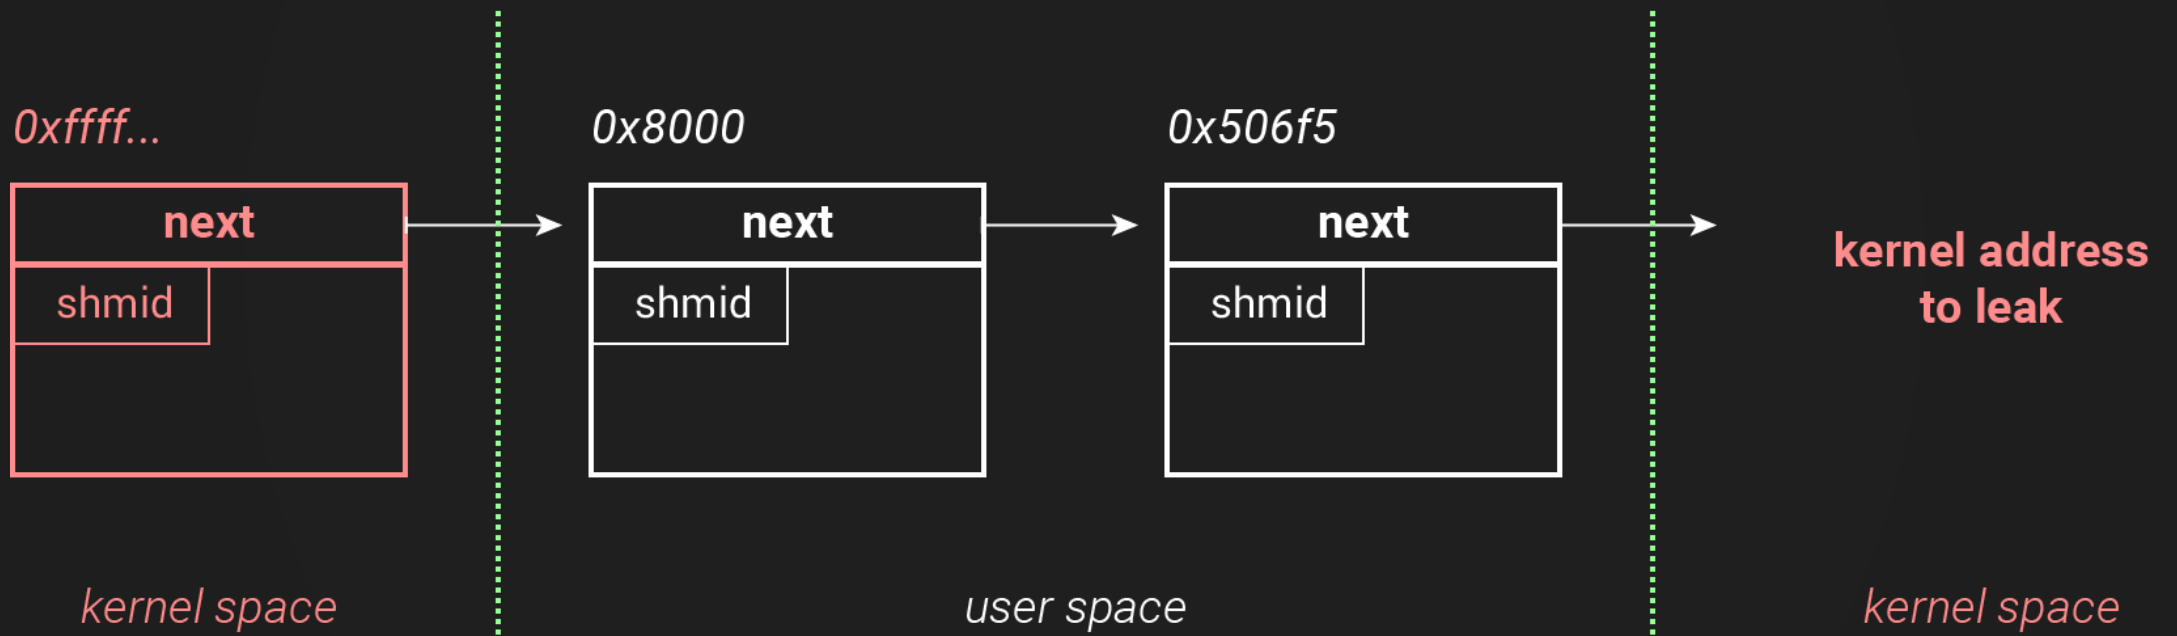 0xffff...
0x8000
0x506f5
next
next
next
shmid
shmid
shmid
kernel address
to leak
kernel space
user space
kernel space